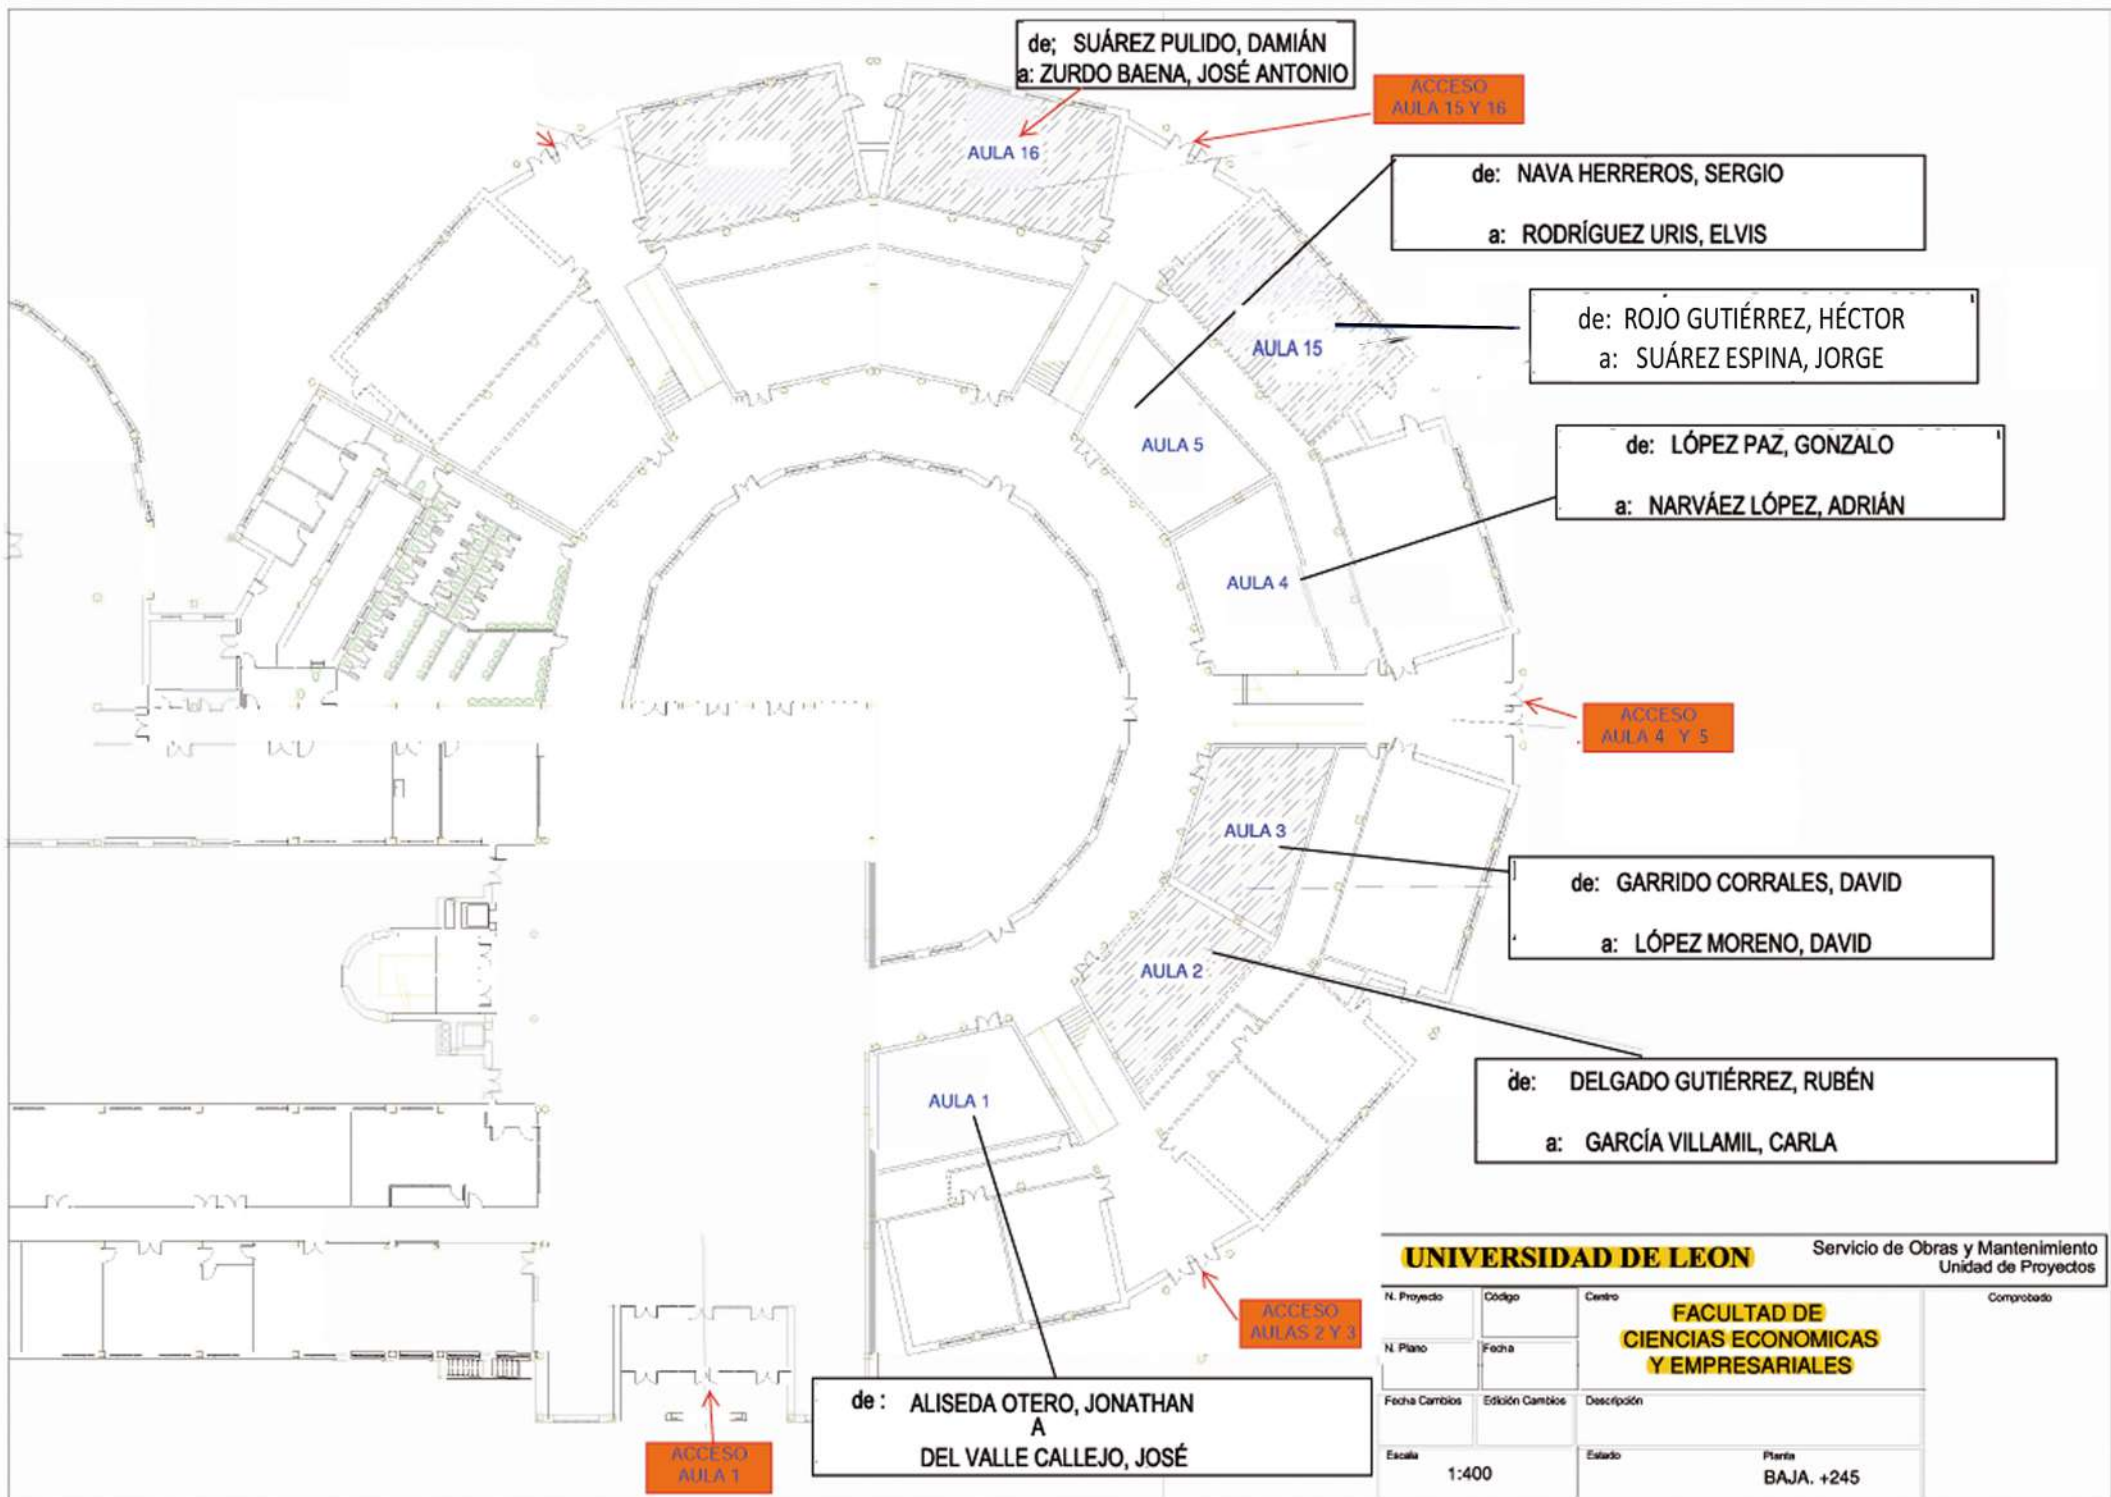 de; SUÁREZ PULIDO, DAMIÁN
a: ZURDO BAENA, JOSÉ ANTONIO
ACCESO
AULA 15 Y 16
AULA 16
de: NAVA HERREROS, SERGIO
a: RODRÍGUEZ URIS, ELVIS
de: ROJO GUTIÉRREZ, HÉCTOR
a: SUÁREZ ESPINA, JORGE
AULA 15
AULA 5
de: LÓPEZ PAZ, GONZALO
a: NARVÁEZ LÓPEZ, ADRIÁN
AULA 4
ACCESO
AULA 4 Y 5
AULA 3
de: GARRIDO CORRALES, DAVID
a: LÓPEZ MORENO, DAVID
AULA 2
de: DELGADO GUTIÉRREZ, RUBÉN
a: GARCÍA VILLAMIL, CARLA
AULA 1
ACCESO
AULAS 2 Y 3
de : ALISEDA OTERO, JONATHAN
A
DEL VALLE CALLEJO, JOSÉ
ACCESO
AULA 1
UNIVERSIDAD DE LEON
Servicio de Obras y Mantenimiento
Unidad de Proyectos
N. Proyecto
Código
Centro
Comprobado
FACULTAD DE
CIENCIAS ECONOMICAS
Y EMPRESARIALES
N. Plano
Fecha
Fecha Cambios
Edición Cambios
Descripción
Escala
1:400
Estado
Planta
BAJA. +245